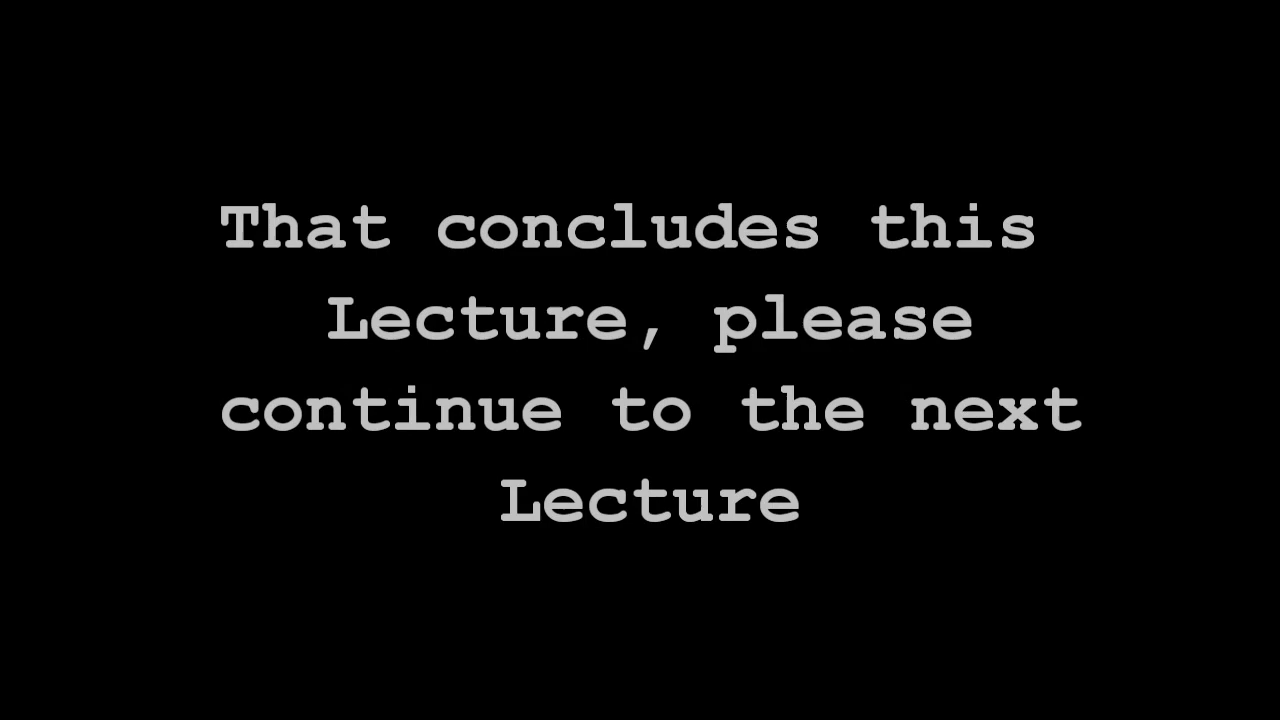 That concludes this
Lecture, please
continue to the next
Lecture